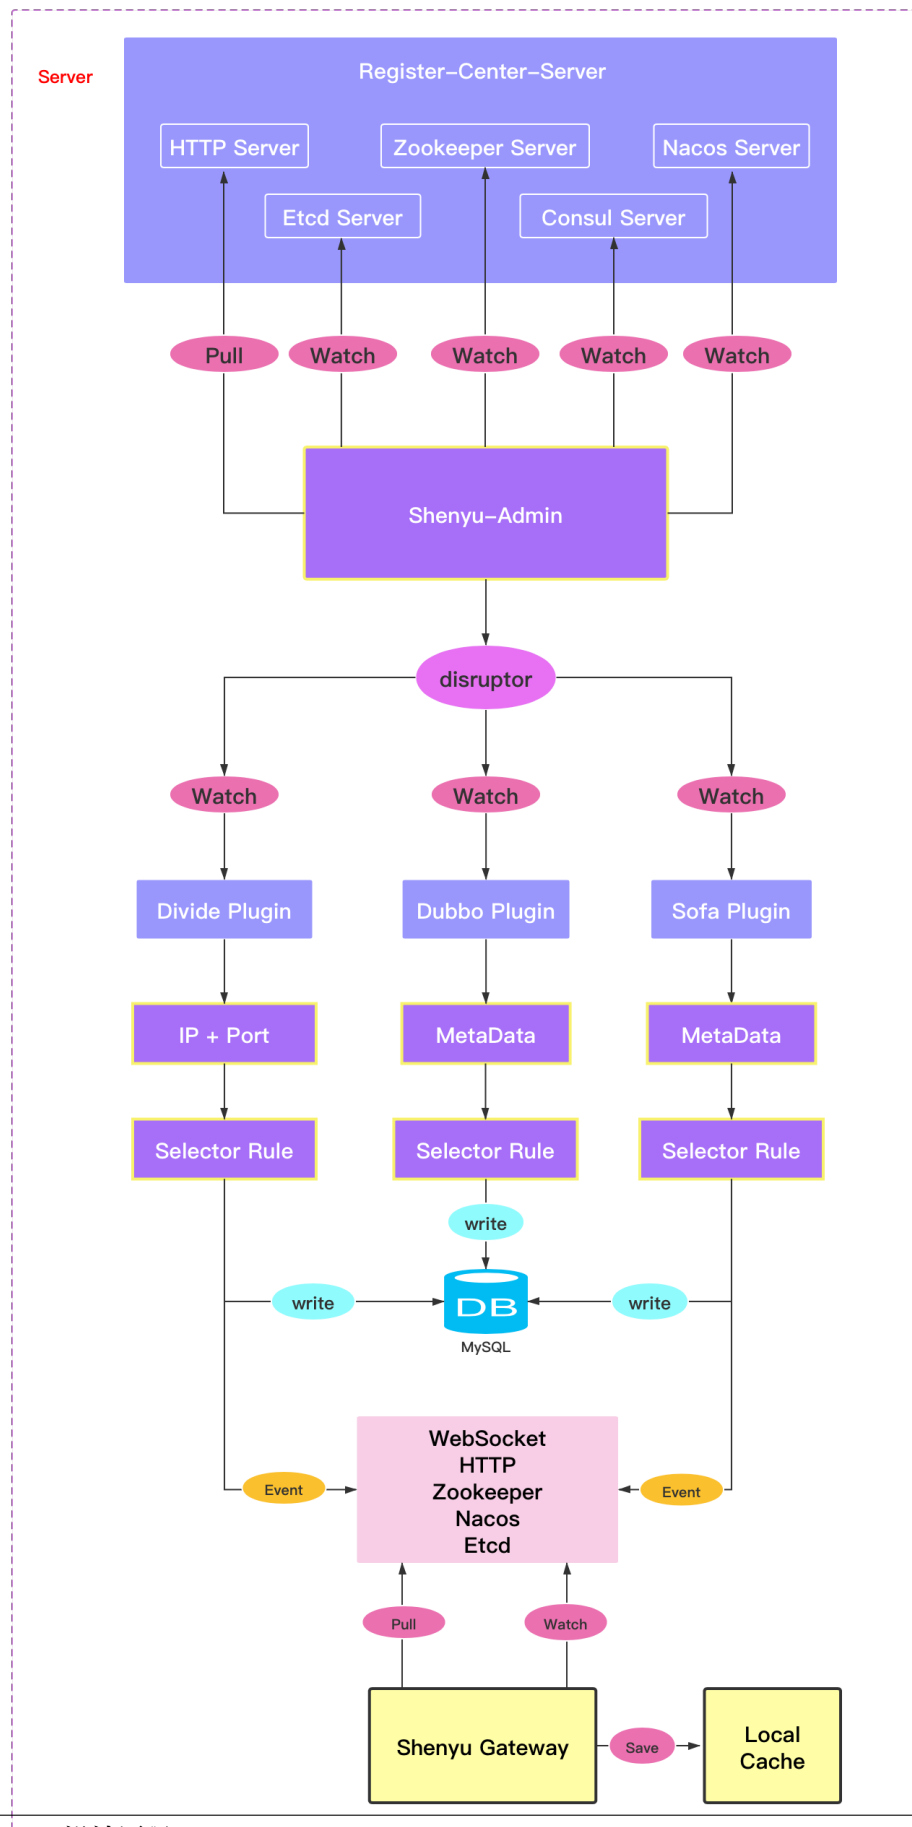 Server
Register-Center-Server
HTTP Server
Zookeeper Server
Nacos Server
Etcd Server
Consul Server
Pull
Watch
Watch
Watch
Watch
Shenyu-Admin
disruptor
Watch
Watch
Watch
Divide Plugin
Dubbo Plugin
Sofa Plugin
IP + Port
MetaData
MetaData
Selector Rule
Selector Rule
Selector Rule
write
write
DB
write
MySQL
WebSocket
HTTP
Zookeeper
Nacos
Etcd
Event
Event
Pull
Watch
Shenyu Gateway
Save
Local
Cache